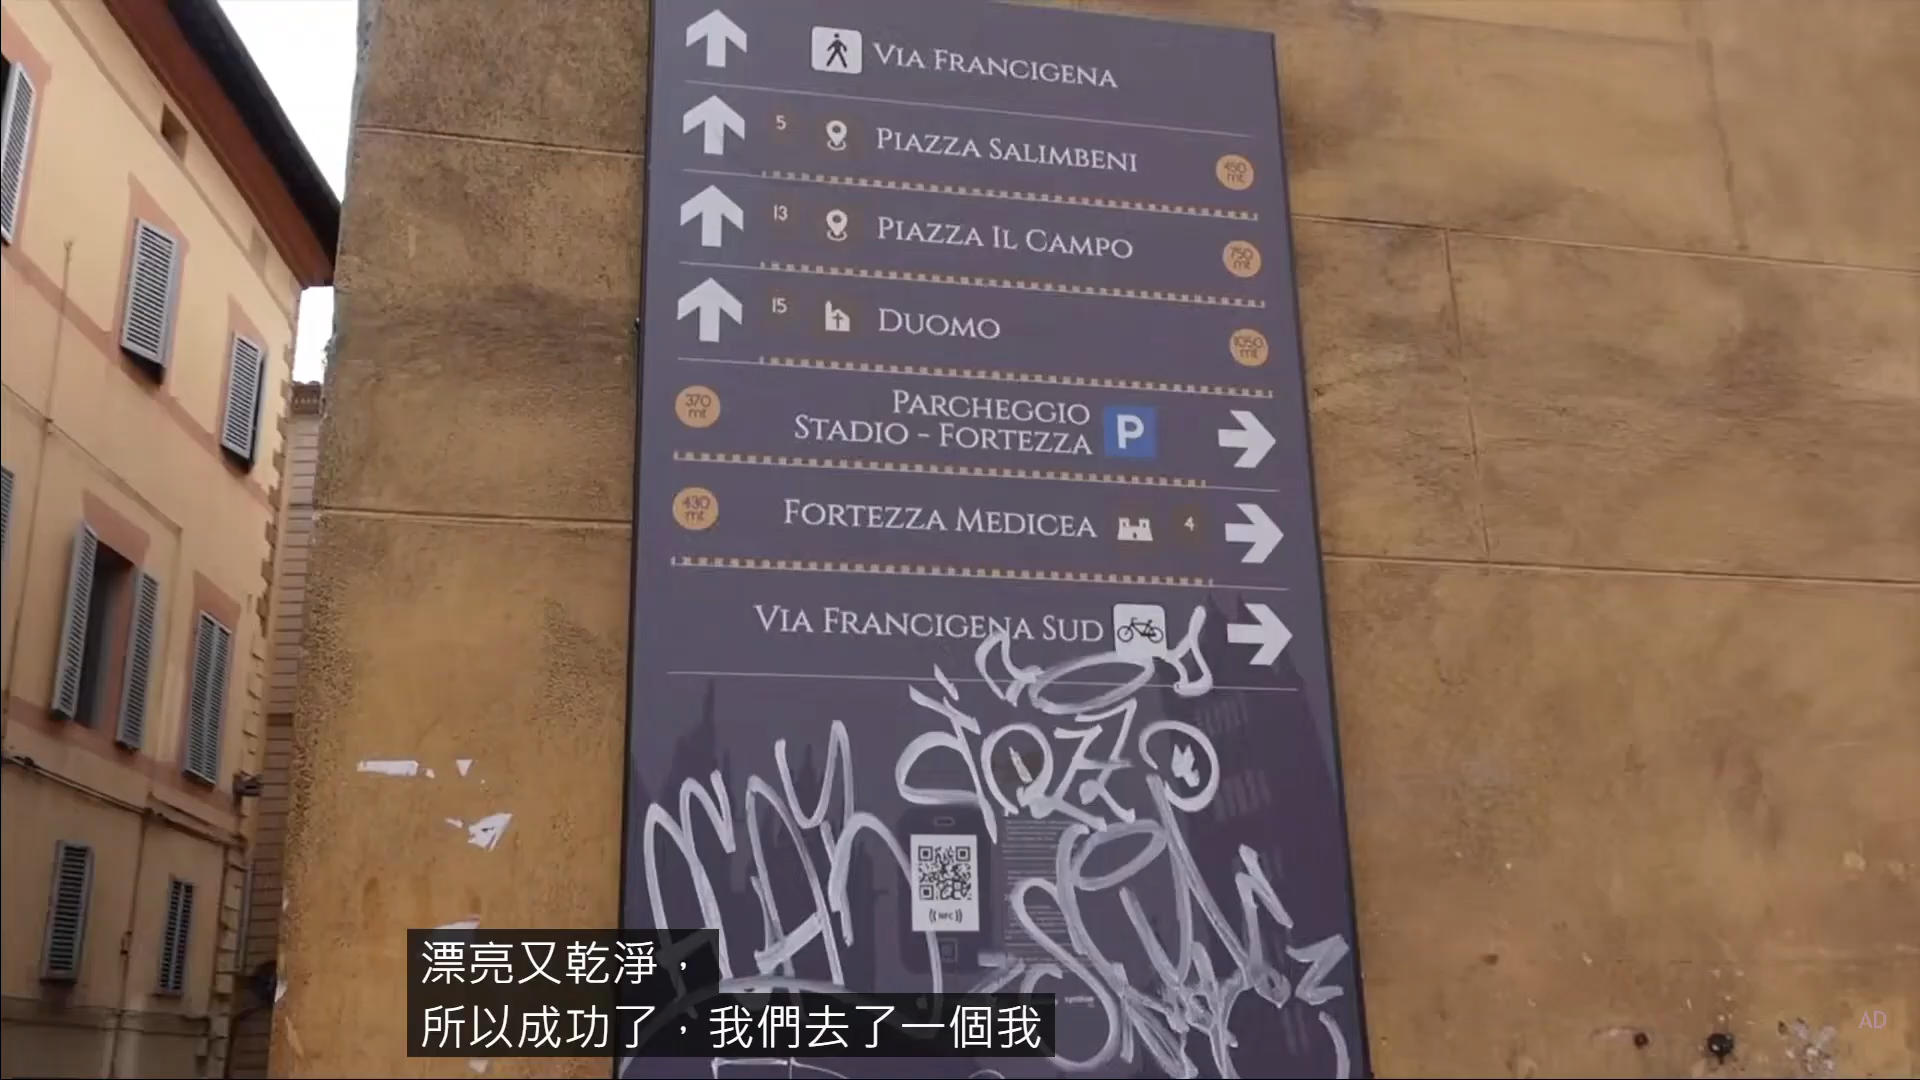 VIA FRANCIGENA
5 PIAZZA SALIMBENI 450 mt
13 PIAZZA IL CAMPO 750 mt
15 DUOMO 1050 mt
370 mt PARCHEGGIO
STADIO - FORTEZZA P
430 mt FORTEZZA MEDICEA 4
VIA FRANCIGENA SUD
NFC
漂亮又乾淨，
所以成功了，我們去了一個我
AD